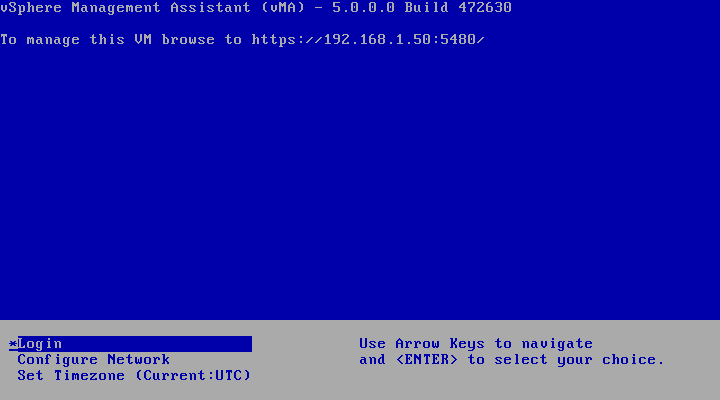 vSphere Management Assistant (vMA) - 5.0.0.0 Build 472630
To manage this VM browse to https://192.168.1.50:5480/
*Login
Configure Network
Set Timezone (Current:UTC)
Use Arrow Keys to navigate
and <ENTER> to select your choice.